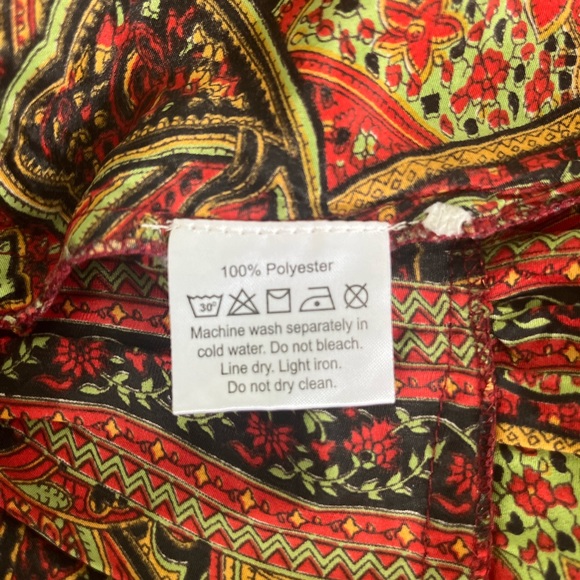 100% Polyester
30°
Machine wash separately in
cold water. Do not bleach.
Line dry. Light iron.
Do not dry clean.